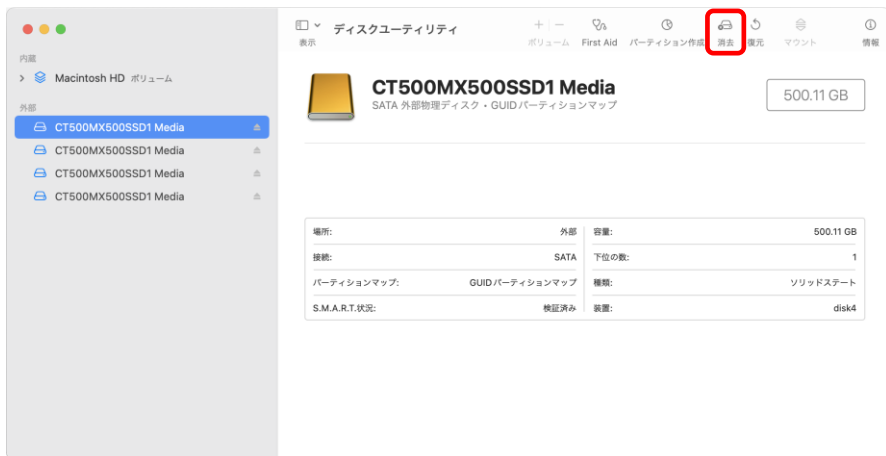 ディスクユーティリティ
表示
ボリューム First Aid パーティション作成 消去 復元 マウント 情報
内蔵
Macintosh HD ボリューム
外部
CT500MX500SSD1 Media
CT500MX500SSD1 Media
CT500MX500SSD1 Media
CT500MX500SSD1 Media
CT500MX500SSD1 Media
SATA 外部物理ディスク・GUIDパーティションマップ
500.11 GB
場所: 外部 容量: 500.11 GB
接続: SATA 下位の数: 1
パーティションマップ: GUIDパーティションマップ 種類: ソリッドステート
S.M.A.R.T.状況: 検証済み 装置: disk4